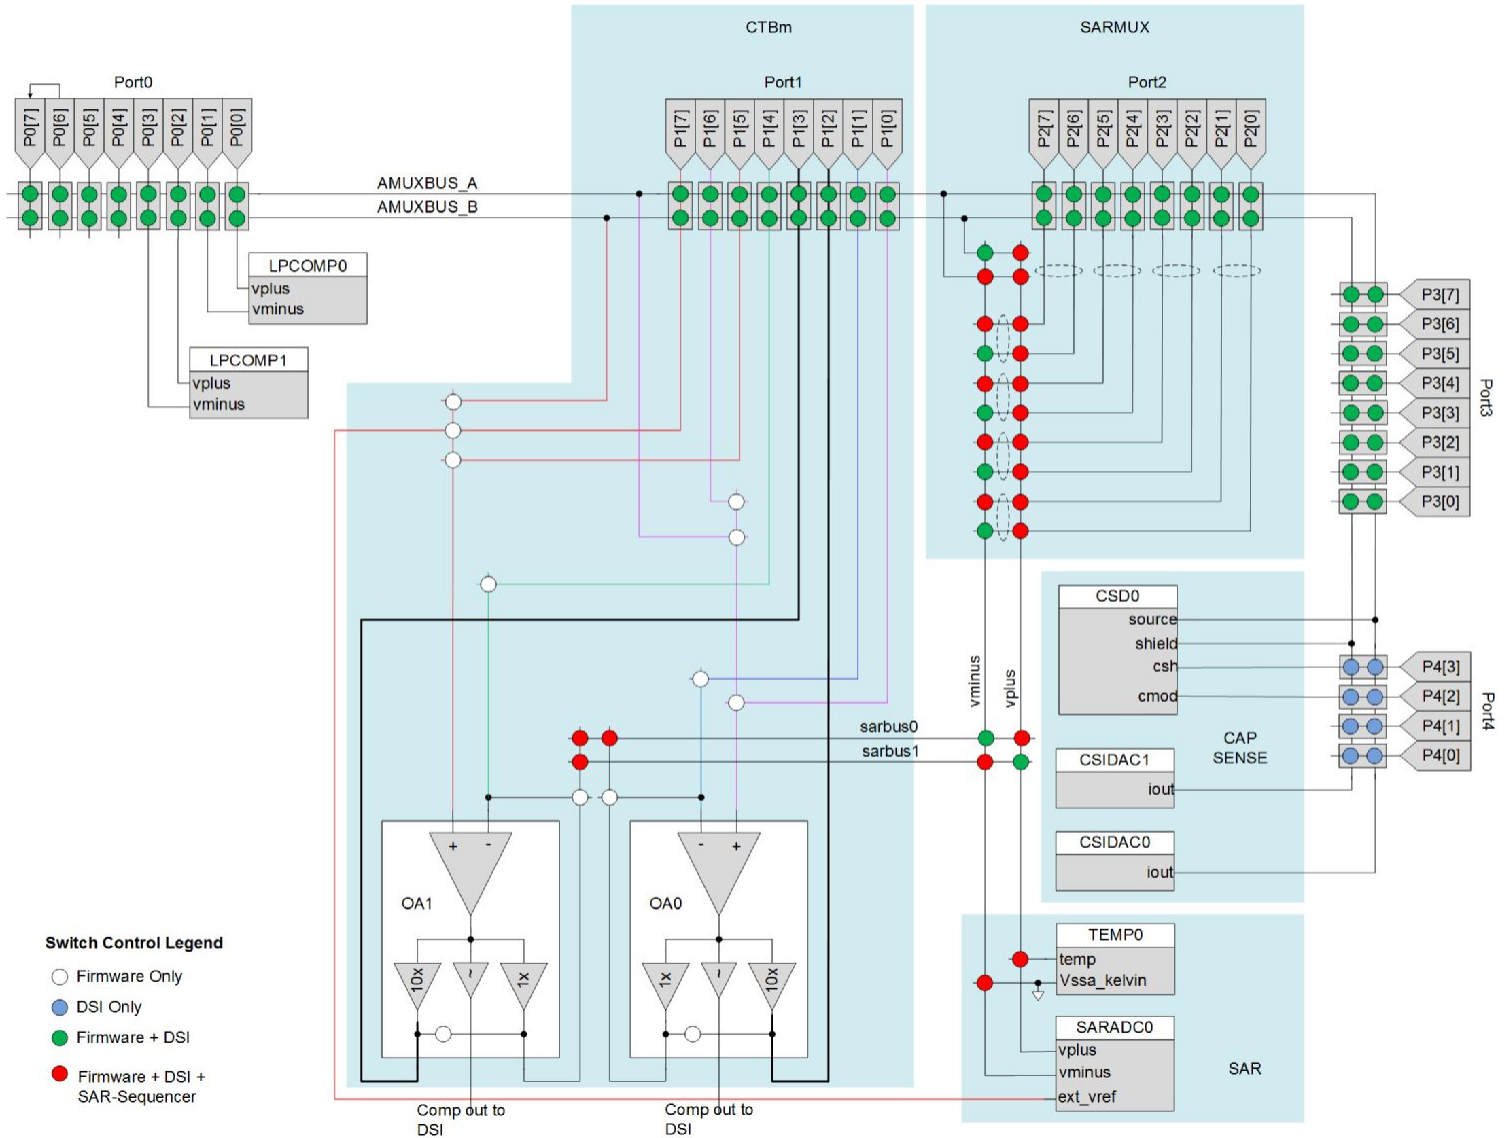 CTBm
SARMUX
Port0
Port1
Port2
P0[7]
P0[6]
P0[5]
P0[4]
P0[3]
P0[2]
P0[1]
P0[0]
P1[7]
P1[6]
P1[5]
P1[4]
P1[3]
P1[2]
P1[1]
P1[0]
P2[7]
P2[6]
P2[5]
P2[4]
P2[3]
P2[2]
P2[1]
P2[0]
AMUXBUS_A
AMUXBUS_B
LPCOMP0
vplus
vminus
LPCOMP1
vplus
vminus
P3[7]
P3[6]
P3[5]
P3[4]
P3[3]
P3[2]
P3[1]
P3[0]
Port3
CSD0
source
shield
csh
cmod
P4[3]
P4[2]
P4[1]
P4[0]
Port4
vminus
vplus
sarbus0
sarbus1
CAP
SENSE
CSIDAC1
iout
CSIDAC0
iout
+
-
-
+
OA1
OA0
10x
~
1x
1x
~
10x
TEMP0
temp
Vssa_kelvin
SARADC0
vplus
vminus
ext_vref
SAR
Switch Control Legend
Firmware Only
DSI Only
Firmware + DSI
Firmware + DSI +
SAR-Sequencer
Comp out to
DSI
Comp out to
DSI